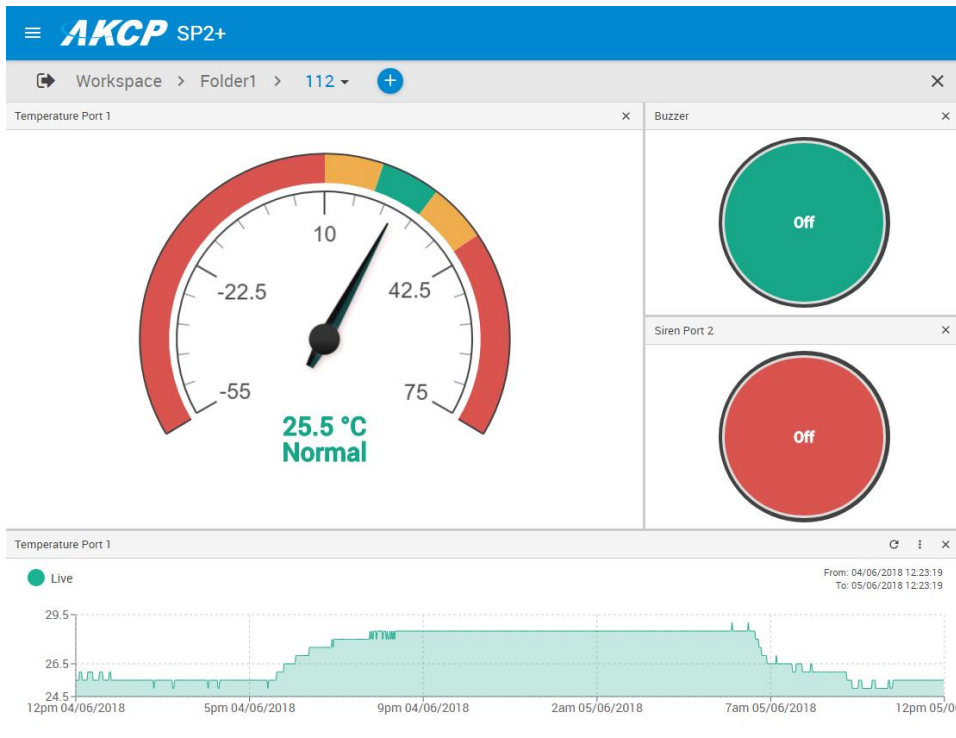 AKCP SP2+
Workspace > Folder1 > 112
Temperature Port 1
10
-22.5
42.5
-55
75
25.5 °C
Normal
Buzzer
Off
Siren Port 2
Off
Temperature Port 1
Live
From: 04/06/2018 12:23:19
To: 05/06/2018 12:23:19
29.5
26.5
24.5
12pm 04/06/2018 5pm 04/06/2018 9pm 04/06/2018 2am 05/06/2018 7am 05/06/2018 12pm 05/0